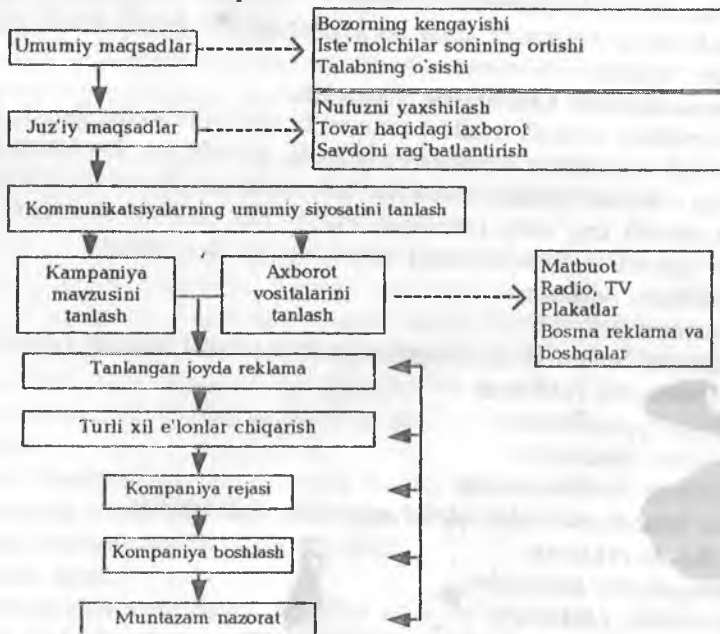 Umumiy maqsadlar
Bozorning kengayishi
Iste'molchilar sonining ortishi
Talabning o'sishi
Juz'iy maqsadlar
Nufuzni yaxshilash
Tovar haqidagi axborot
Savdoni rag`batlantirish
Kommunikatsiyalarning umumiy siyosatini tanlash
Kampaniya
mavzusini
tanlash
Axborot
vositalarini
tanlash
Matbuot
Radio, TV
Plakatlar
Bosma reklama va
boshqalar
Tanlangan joyda reklama
Turli xil e'lonlar chiqarish
Kompaniya rejasi
Kompaniya boshlash
Muntazam nazorat